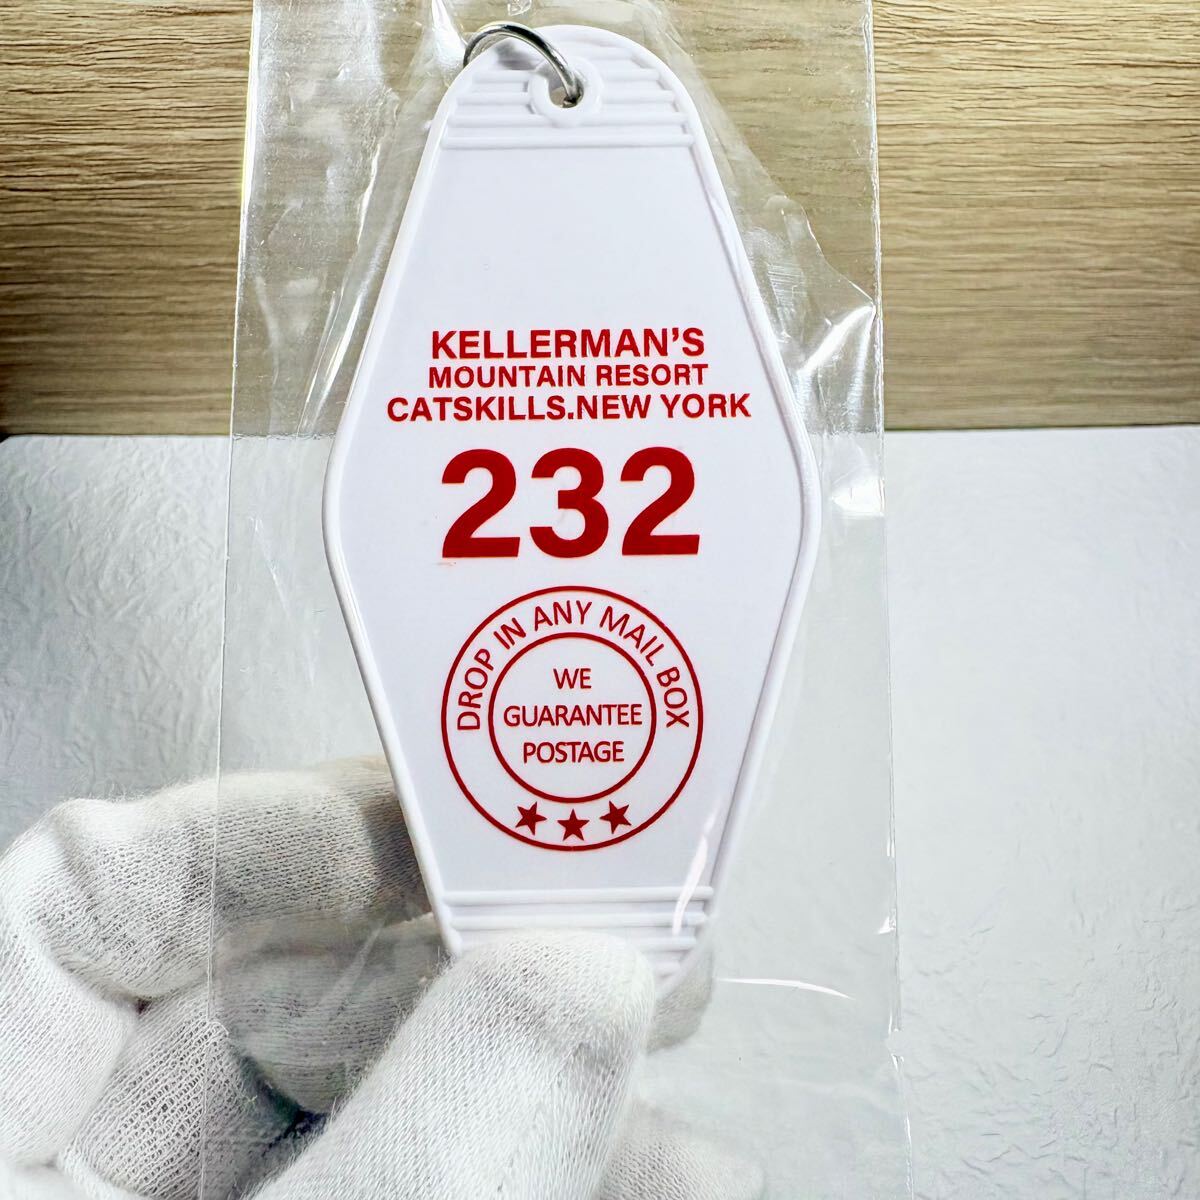 KELLERMAN'S
MOUNTAIN RESORT
CATSKILLS.NEW YORK
232
DROP IN ANY MAIL BOX
WE
GUARANTEE
POSTAGE